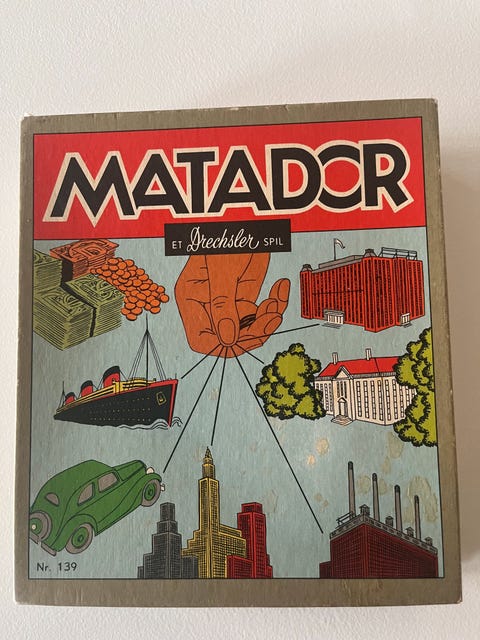 MATADOR
ET Drechsler SPIL
Nr. 139